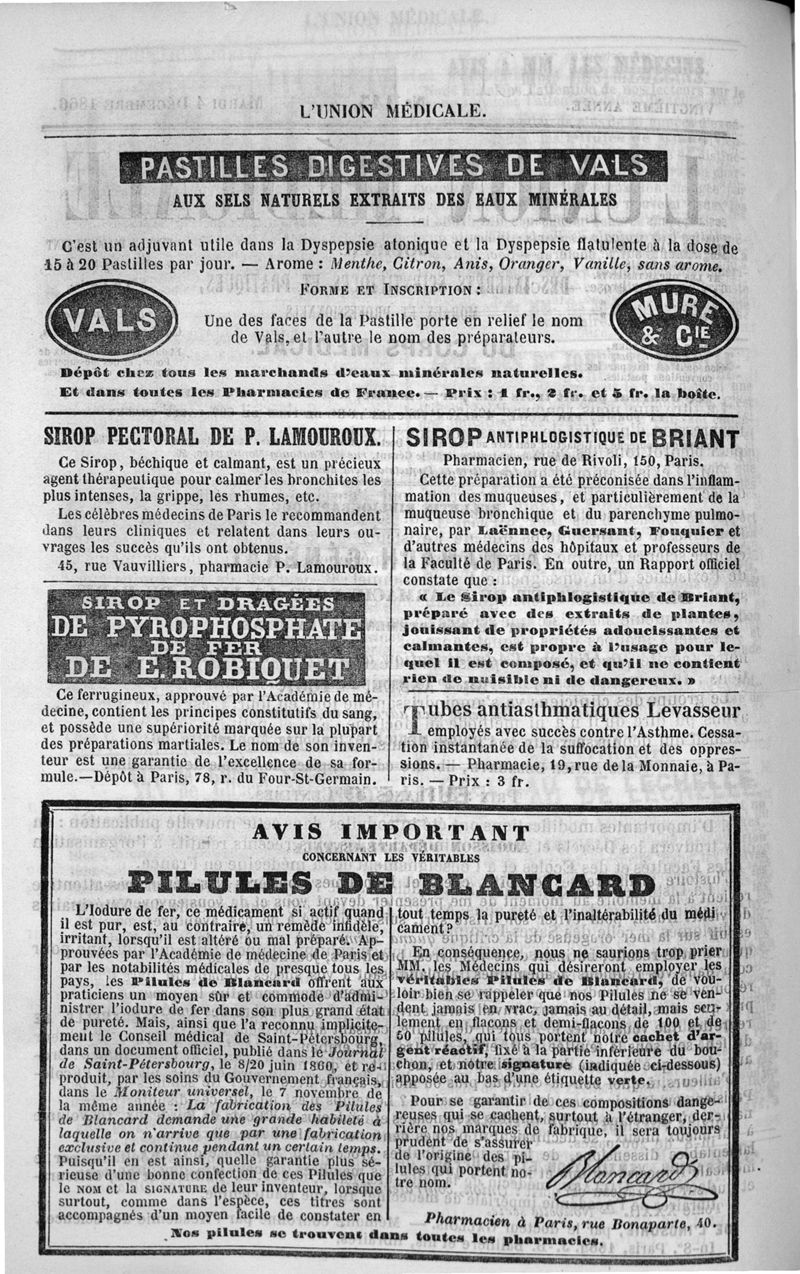 L'UNION MÉDICALE.
PASTILLES DIGESTIVES DE VALS
AUX SELS NATURELS EXTRAITS DES EAUX MINÉRALES
C'est un adjuvant utile dans la Dyspepsie atonique et la Dyspepsie flatulente à la dose de
15 à 20 Pastilles par jour. — Arome : Menthe, Citron, Anis, Oranger, Vanille, sans arome.
FORME ET INSCRIPTION :
VALS
Une des faces de la Pastille porte en relief le nom
de Vals, et l'autre le nom des préparateurs.
MURE
& CIE
Dépôt chez tous les marchands d'eaux minérales naturelles.
Et dans toutes les Pharmacies de France. — Prix : 1 fr., 2 fr. et 5 fr. la boîte.
SIROP PECTORAL DE P. LAMOUROUX.
Ce Sirop, béchique et calmant, est un précieux
agent thérapeutique pour calmer les bronchites les
plus intenses, la grippe, les rhumes, etc.
Les célèbres médecins de Paris le recommandent
dans leurs cliniques et relatent dans leurs ou-
vrages les succès qu'ils ont obtenus.
45, rue Vauvilliers, pharmacie P. Lamouroux.
SIROP ET DRAGÉES
DE PYROPHOSPHATE
DE FER
DE E. ROBIQUET
Ce ferrugineux, approuvé par l'Académie de mé-
decine, contient les principes constitutifs du sang,
et possède une supériorité marquée sur la plupart
des préparations martiales. Le nom de son inven-
teur est une garantie de l'excellence de sa for-
mule.—Dépôt à Paris, 78, r. du Four-St-Germain.
SIROP ANTIPHLOGISTIQUE DE BRIANT
Pharmacien, rue de Rivoli, 150, Paris.
Cette préparation a été préconisée dans l'inflam-
mation des muqueuses, et particulièrement de la
muqueuse bronchique et du parenchyme pulmo-
naire, par Laënnec, Guersant, Fouquier et
d'autres médecins des hôpitaux et professeurs de
la Faculté de Paris. En outre, un Rapport officiel
constate que :
« Le Sirop antiphlogistique de Briant,
préparé avec des extraits de plantes,
jouissant de propriétés adoucissantes et
calmantes, est propre à l'usage pour le-
quel il est composé, et qu'il ne contient
rien de nuisible ni de dangereux. »
Tubes antiasthmatiques Levasseur
employés avec succès contre l'Asthme. Cessa-
tion instantanée de la suffocation et des oppres-
sions. — Pharmacie, 19, rue de la Monnaie, à Pa-
ris. — Prix : 3 fr.
AVIS IMPORTANT
CONCERNANT LES VÉRITABLES
PILULES DE BLANCARD
L'Iodure de fer, ce médicament si actif quand
il est pur, est, au contraire, un remède infidèle,
irritant, lorsqu'il est altéré ou mal préparé. Ap-
prouvées par l'Académie de médecine de Paris et
par les notabilités médicales de presque tous les
pays, les Pilules de Blancard offrent aux
praticiens un moyen sûr et commode d'admi-
nistrer l'iodure de fer dans son plus grand état
de pureté. Mais, ainsi que l'a reconnu implicite-
ment le Conseil médical de Saint-Pétersbourg,
dans un document officiel, publié dans le Journal
de Saint-Pétersbourg, le 8/20 juin 1860, et re-
produit, par les soins du Gouvernement français,
dans le Moniteur universel, le 7 novembre de
la même année : La fabrication des Pilules
de Blancard demande une grande habileté à
laquelle on n'arrive que par une fabrication
exclusive et continue pendant un certain temps.
Puisqu'il en est ainsi, quelle garantie plus sé-
rieuse d'une bonne confection de ces Pilules que
le NOM et la SIGNATURE de leur inventeur, lorsque
surtout, comme dans l'espèce, ces titres sont
accompagnés d'un moyen facile de constater en
tout temps la pureté et l'inaltérabilité du médi
cament?
En conséquence, nous ne saurions trop prier
MM. les Médecins qui désireront employer les
véritables Pilules de Blancard, de vou-
loir bien se rappeler que nos Pilules ne se ven-
dent jamais en vrac, jamais au détail, mais seu-
lement en flacons et demi-flacons de 100 et de
50 pilules, qui tous portent notre cachet d'ar-
gent réactif, fixé à la partie inférieure du bou-
chon, et notre signature (indiquée ci-dessous)
apposée au bas d'une étiquette verte.
Pour se garantir de ces compositions dange-
reuses qui se cachent, surtout à l'étranger, der-
rière nos marques de fabrique, il sera toujours
prudent de s'assurer
de l'origine des pi-
lules qui portent no-
tre nom.
Blancard
Pharmacien à Paris, rue Bonaparte, 40.
Nos pilules se trouvent dans toutes les pharmacies.